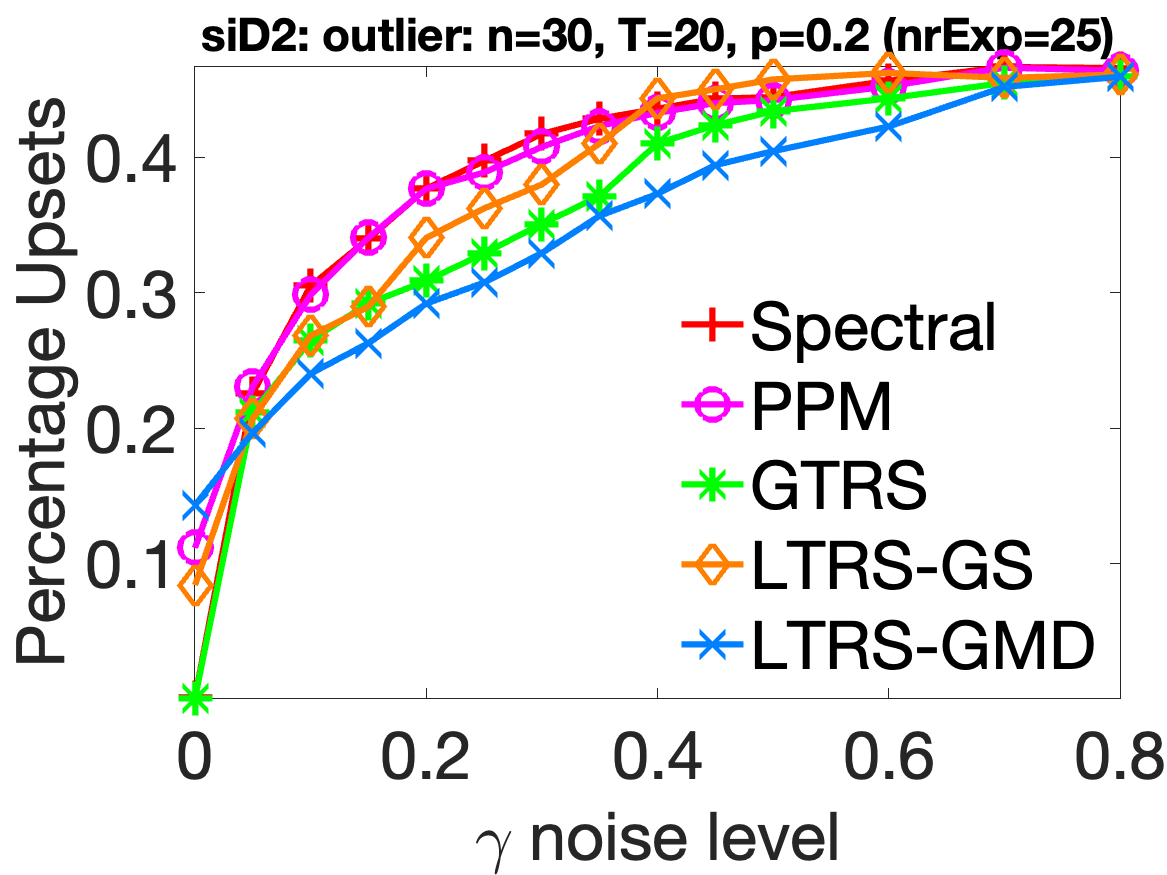 siD2: outlier: n=30, T=20, p=0.2 (nrExp=25)
Percentage Upsets
0.4
0.3
0.2
0.1
Spectral
PPM
GTRS
LTRS-GS
LTRS-GMD
0 0.2 0.4 0.6 0.8
γ noise level